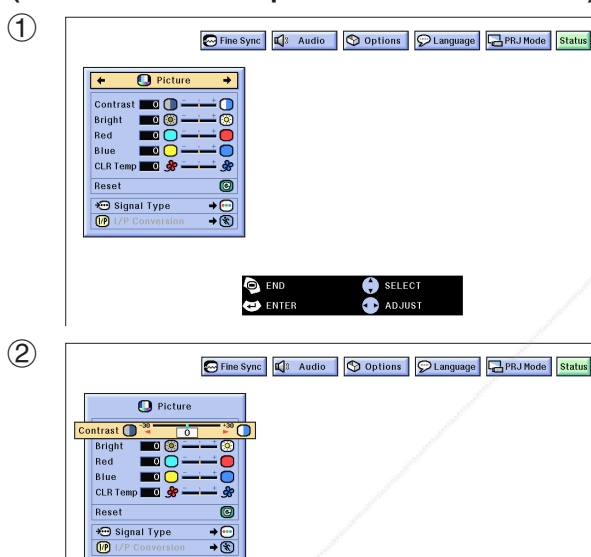 ①
Fine Sync Audio Options Language PRJ Mode Status
Picture
Contrast 0 - +
Bright 0 - +
Red 0 - +
Blue 0 - +
CLR Temp 0 - +
Reset
Signal Type
I/P I/P Conversion
END SELECT
ENTER ADJUST
②
Fine Sync Audio Options Language PRJ Mode Status
Picture
Contrast -30 0 +30
Bright 0 - +
Red 0 - +
Blue 0 - +
CLR Temp 0 - +
Reset
Signal Type
I/P I/P Conversion